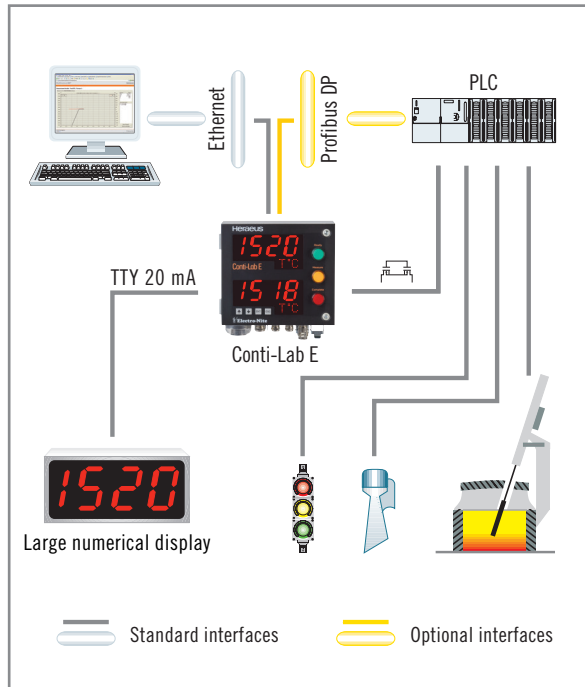 Ethernet
Profibus DP
PLC
Heraeus
1520
Conti-Lab E
T°C
1518
T°C
Electro-Nite
TTY 20 mA
Conti-Lab E
1520
Large numerical display
Standard interfaces
Optional interfaces